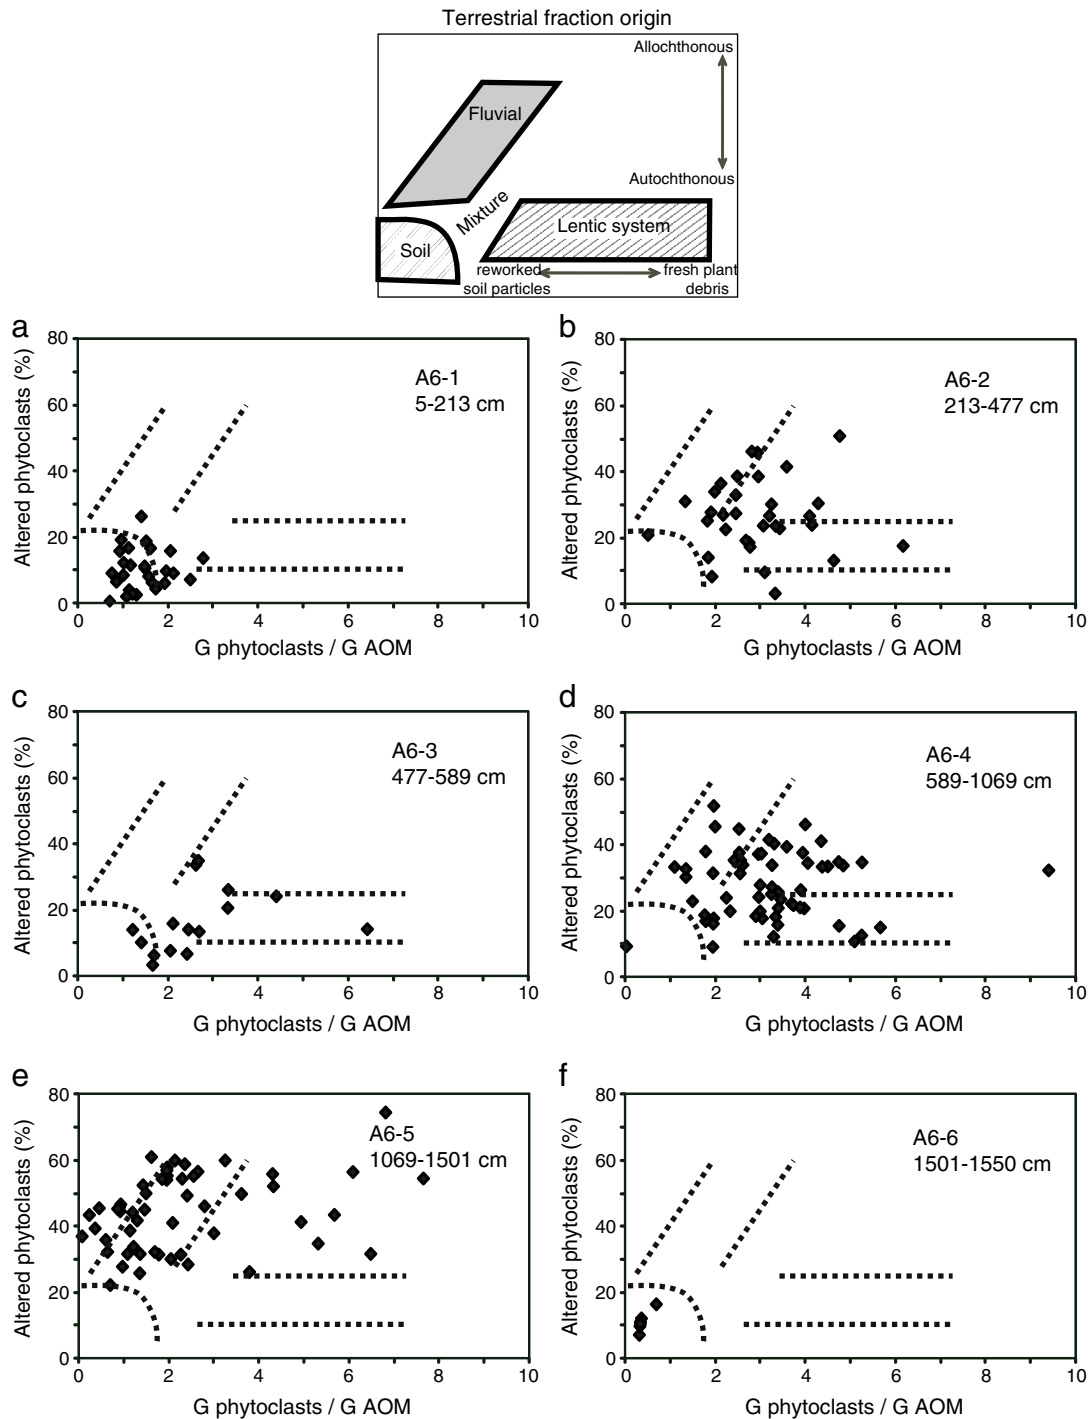 Terrestrial fraction origin
Allochthonous
Fluvial
Autochthonous
Mixture
Lentic system
Soil
reworked fresh plant
soil particles debris
a
Altered phytoclasts (%)
80
60
40
20
0
A6-1
5-213 cm
0 2 4 6 8 10
G phytoclasts / G AOM
b
Altered phytoclasts (%)
80
60
40
20
0
A6-2
213-477 cm
0 2 4 6 8 10
G phytoclasts / G AOM
c
Altered phytoclasts (%)
80
60
40
20
0
A6-3
477-589 cm
0 2 4 6 8 10
G phytoclasts / G AOM
d
Altered phytoclasts (%)
80
60
40
20
0
A6-4
589-1069 cm
0 2 4 6 8 10
G phytoclasts / G AOM
e
Altered phytoclasts (%)
80
60
40
20
0
A6-5
1069-1501 cm
0 2 4 6 8 10
G phytoclasts / G AOM
f
Altered phytoclasts (%)
80
60
40
20
0
A6-6
1501-1550 cm
0 2 4 6 8 10
G phytoclasts / G AOM